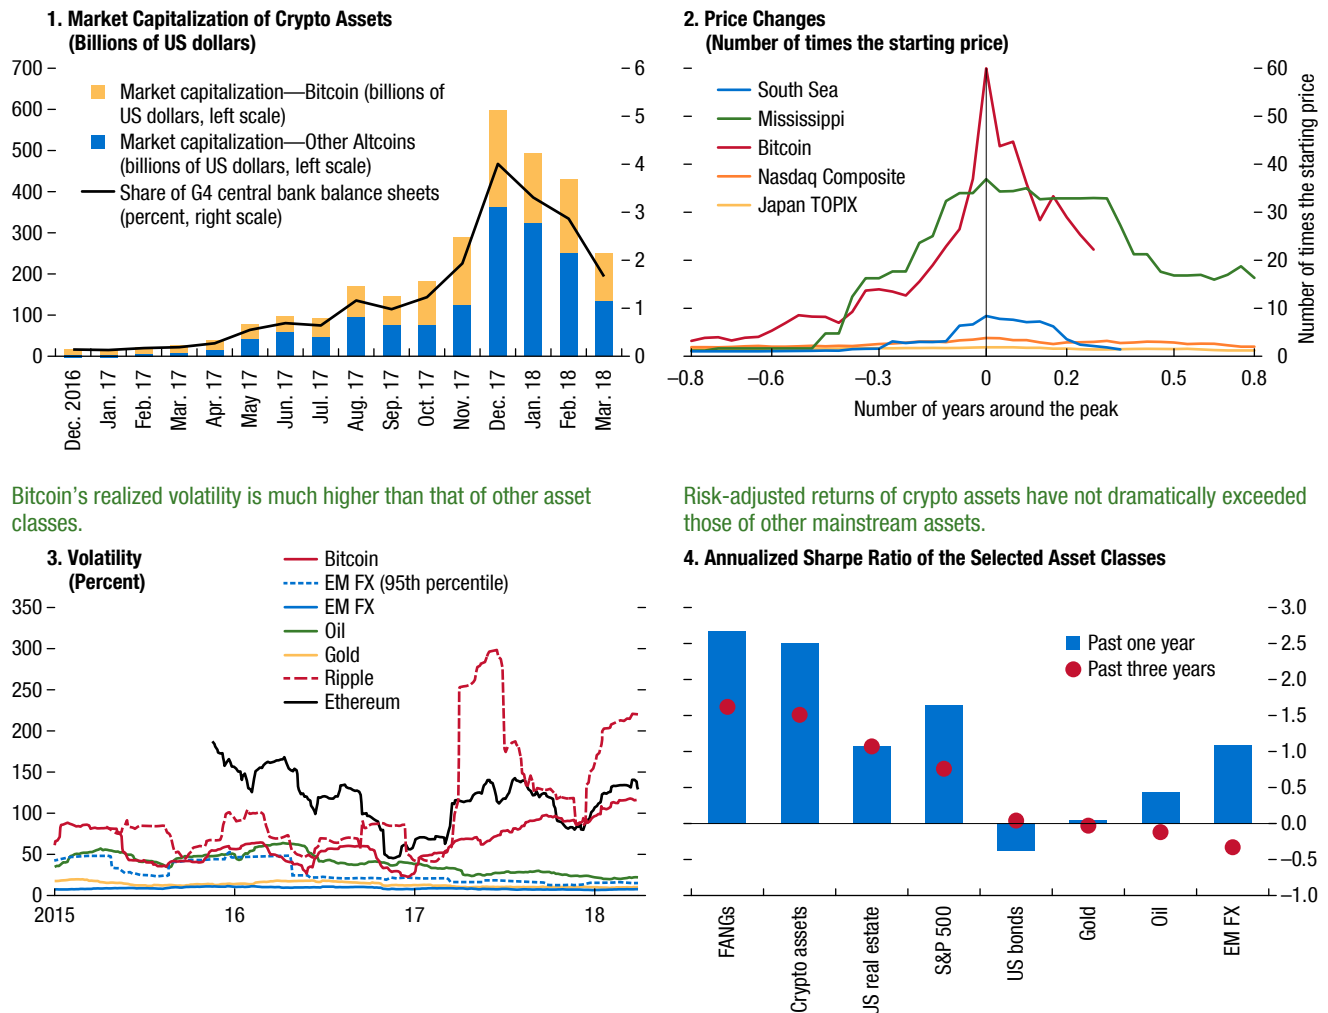 1. Market Capitalization of Crypto Assets
(Billions of US dollars)
700
600
500
400
300
200
100
0
6
5
4
3
2
1
0
Market capitalization—Bitcoin (billions of
US dollars, left scale)
Market capitalization—Other Altcoins
(billions of US dollars, left scale)
Share of G4 central bank balance sheets
(percent, right scale)
Dec. 2016
Jan. 17
Feb. 17
Mar. 17
Apr. 17
May 17
Jun. 17
Jul. 17
Aug. 17
Sep. 17
Oct. 17
Nov. 17
Dec. 17
Jan. 18
Feb. 18
Mar. 18
2. Price Changes
(Number of times the starting price)
South Sea
Mississippi
Bitcoin
Nasdaq Composite
Japan TOPIX
60
50
40
30
20
10
0
Number of times the starting price
–0.8
–0.6
–0.3
0
0.2
0.5
0.8
Number of years around the peak
Bitcoin's realized volatility is much higher than that of other asset
classes.
3. Volatility
(Percent)
Bitcoin
EM FX (95th percentile)
EM FX
Oil
Gold
Ripple
Ethereum
350
300
250
200
150
100
50
0
2015
16
17
18
Risk-adjusted returns of crypto assets have not dramatically exceeded
those of other mainstream assets.
4. Annualized Sharpe Ratio of the Selected Asset Classes
Past one year
Past three years
3.0
2.5
2.0
1.5
1.0
0.5
0.0
–0.5
–1.0
FANGs
Crypto assets
US real estate
S&P 500
US bonds
Gold
Oil
EM FX